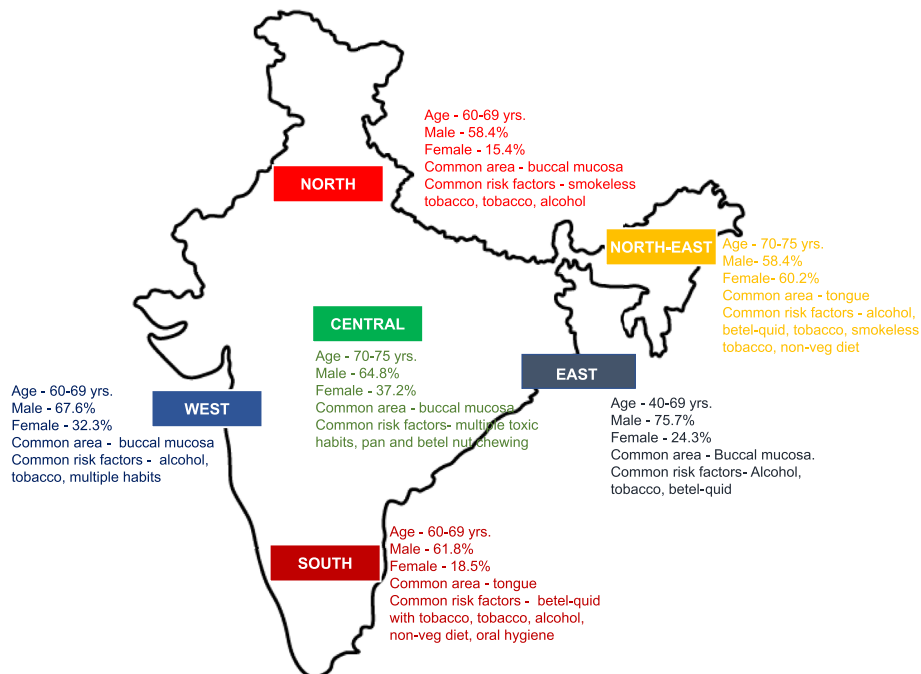 Age - 60-69 yrs.
Male - 58.4%
Female - 15.4%
Common area - buccal mucosa
Common risk factors - smokeless
tobacco, tobacco, alcohol
NORTH
NORTH-EAST
Age - 70-75 yrs.
Male- 58.4%
Female- 60.2%
Common area - tongue
Common risk factors - alcohol,
betel-quid, tobacco, smokeless
tobacco, non-veg diet
CENTRAL
Age - 70-75 yrs.
Male - 64.8%
Female - 37.2%
Common area - buccal mucosa
Common risk factors- multiple toxic
habits, pan and betel nut chewing
EAST
Age - 40-69 yrs.
Male - 75.7%
Female - 24.3%
Common area - Buccal mucosa.
Common risk factors- Alcohol,
tobacco, betel-quid
WEST
Age - 60-69 yrs.
Male - 67.6%
Female - 32.3%
Common area -  buccal mucosa
Common risk factors -  alcohol,
tobacco, multiple habits
SOUTH
Age - 60-69 yrs.
Male - 61.8%
Female - 18.5%
Common area - tongue
Common risk factors -  betel-quid
with tobacco, tobacco, alcohol,
non-veg diet, oral hygiene